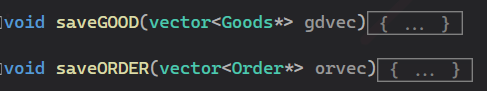 void saveGOOD(vector<Goods*> gdvec){ ... }
void saveORDER(vector<Order*> orvec){ ... }